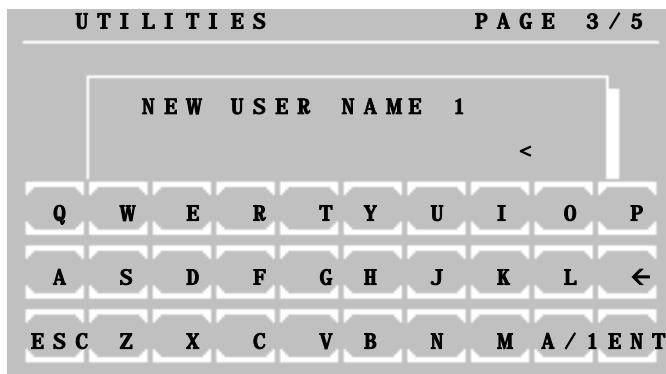 UTILITIES PAGE 3/5
NEW USER NAME 1
<
Q W E R T Y U I O P
A S D F G H J K L ←
ESC Z X C V B N M A/1 ENT